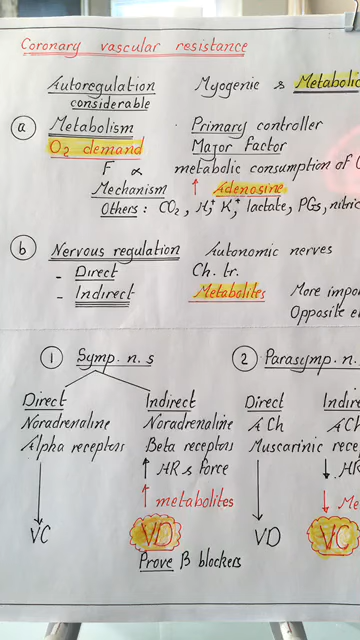 Coronary vascular resistance
Autoregulation Myogenic & Metabolic
considerable
(a) Metabolism Primary controller
O2 demand Major Factor
F ∝ metabolic consumption of
Mechanism ↑ Adenosine
Others: CO2, H+, K+, lactate, PGs, nitric
(b) Nervous regulation Autonomic nerves
- Direct Ch. tr.
- Indirect Metabolites More impo
Opposite e
(1) Symp. n. s (2) Parasymp. n.
Direct Indirect Direct Indire
Noradrenaline Noradrenaline ACh ACh
Alpha receptors Beta receptors Muscarinic rece
↑ HR & Force ↓ HR
↑ metabolites ↓ Me
VC VD VD VC
Prove β blockers